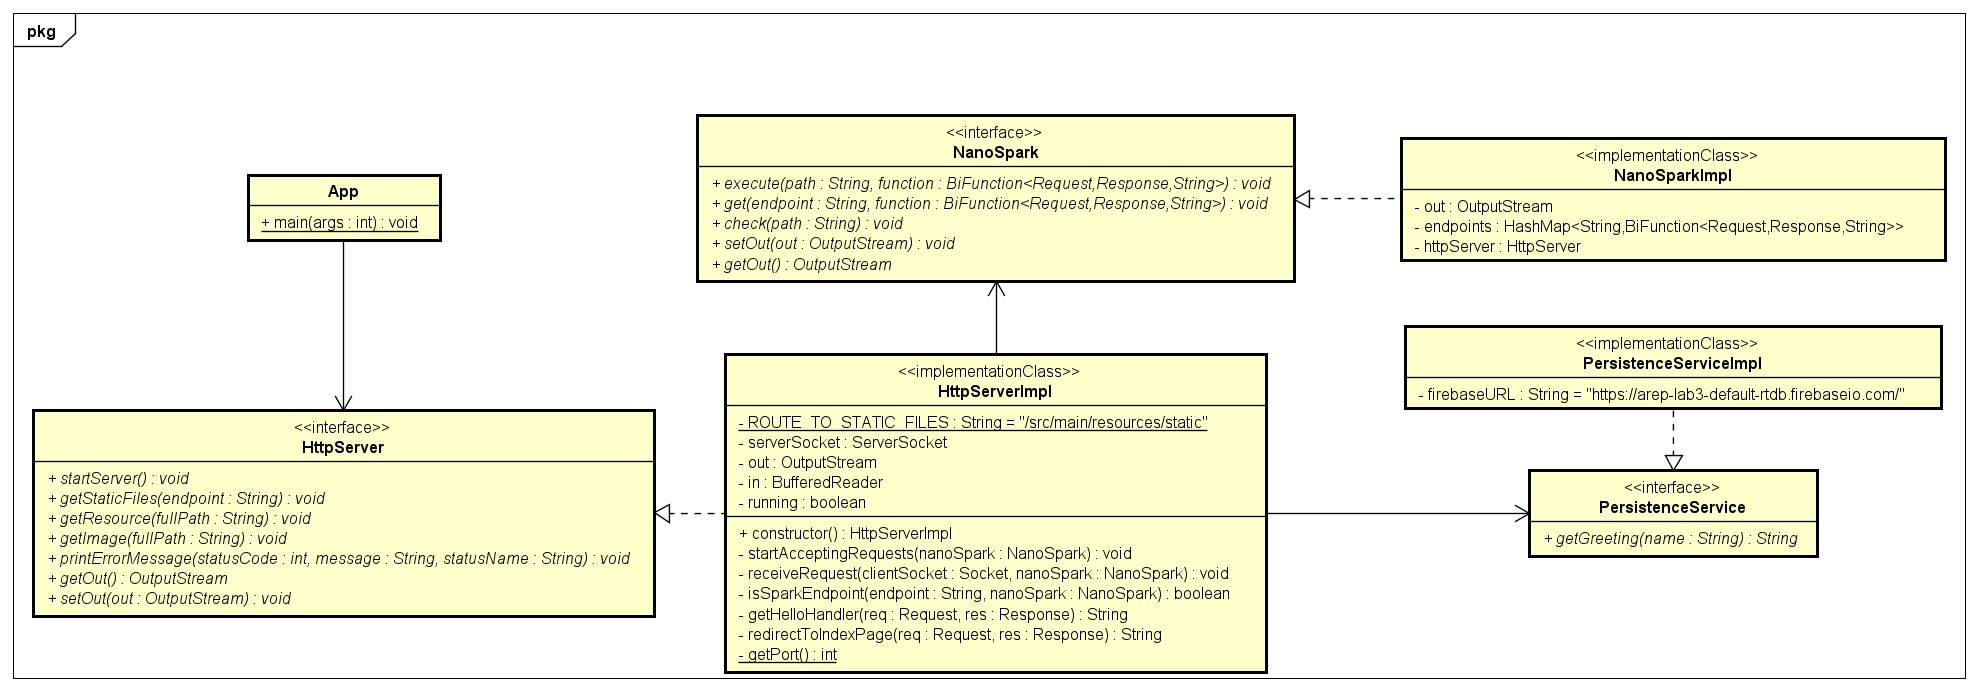 pkg
App
+ main(args : int) : void
<<interface>>
NanoSpark
+ execute(path : String, function : BiFunction<Request,Response,String>) : void
+ get(endpoint : String, function : BiFunction<Request,Response,String>) : void
+ check(path : String) : void
+ setOut(out : OutputStream) : void
+ getOut() : OutputStream
<<implementationClass>>
NanoSparkImpl
- out : OutputStream
- endpoints : HashMap<String,BiFunction<Request,Response,String>>
- httpServer : HttpServer
<<interface>>
HttpServer
+ startServer() : void
+ getStaticFiles(endpoint : String) : void
+ getResource(fullPath : String) : void
+ getImage(fullPath : String) : void
+ printErrorMessage(statusCode : int, message : String, statusName : String) : void
+ getOut() : OutputStream
+ setOut(out : OutputStream) : void
<<implementationClass>>
HttpServerImpl
- ROUTE_TO_STATIC_FILES : String = "/src/main/resources/static"
- serverSocket : ServerSocket
- out : OutputStream
- in : BufferedReader
- running : boolean
+ constructor() : HttpServerImpl
- startAcceptingRequests(nanoSpark : NanoSpark) : void
- receiveRequest(clientSocket : Socket, nanoSpark : NanoSpark) : void
- isSparkEndpoint(endpoint : String, nanoSpark : NanoSpark) : boolean
- getHelloHandler(req : Request, res : Response) : String
- redirectToIndexPage(req : Request, res : Response) : String
- getPort() : int
<<implementationClass>>
PersistenceServiceImpl
- firebaseURL : String = "https://arep-lab3-default-rtdb.firebaseio.com/"
<<interface>>
PersistenceService
+ getGreeting(name : String) : String